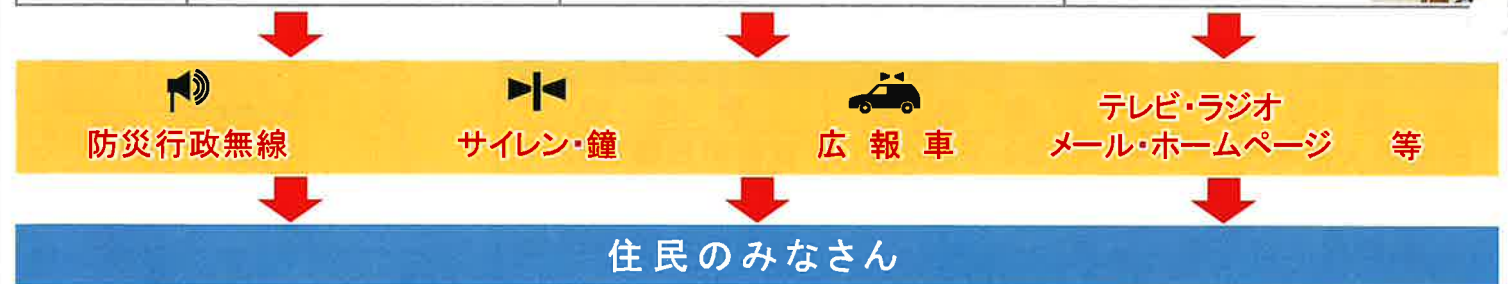 防災行政無線
サイレン・鐘
広報車
テレビ・ラジオ
メール・ホームページ 等
住民のみなさん